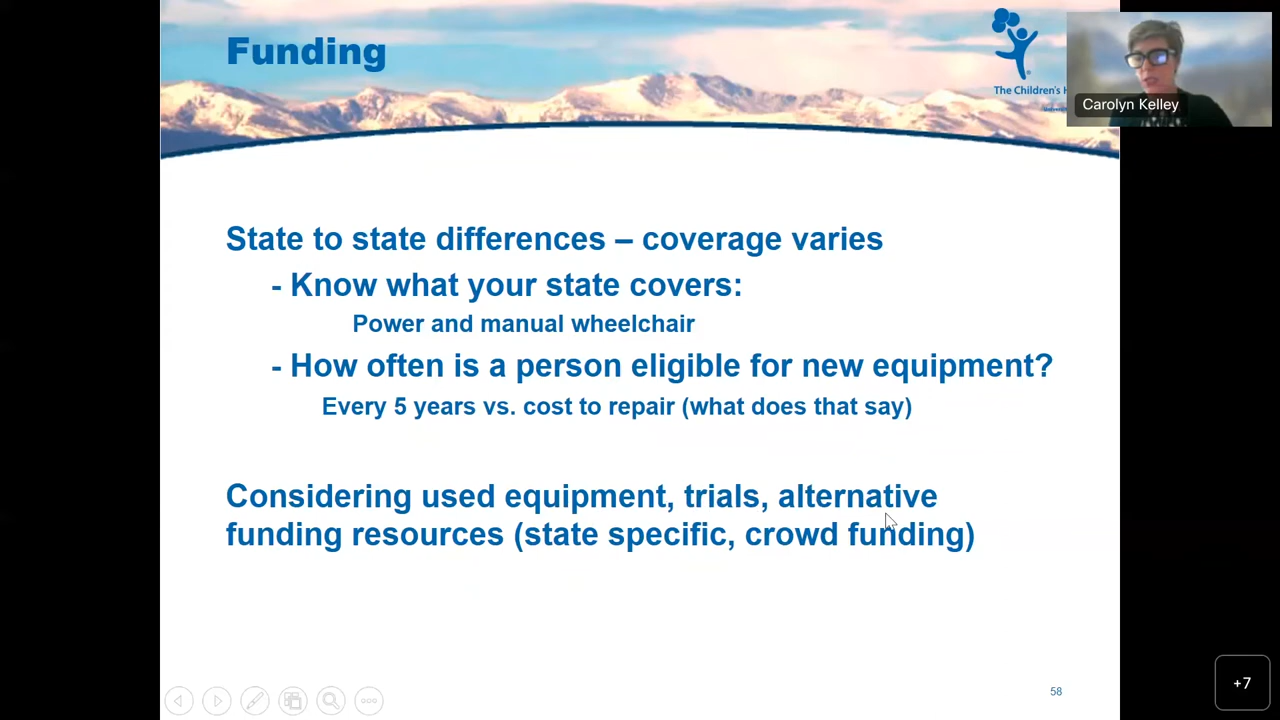 Funding
The Children's H
Carolyn Kelley
State to state differences – coverage varies
- Know what your state covers:
Power and manual wheelchair
- How often is a person eligible for new equipment?
Every 5 years vs. cost to repair (what does that say)
Considering used equipment, trials, alternative
funding resources (state specific, crowd funding)
58
+7